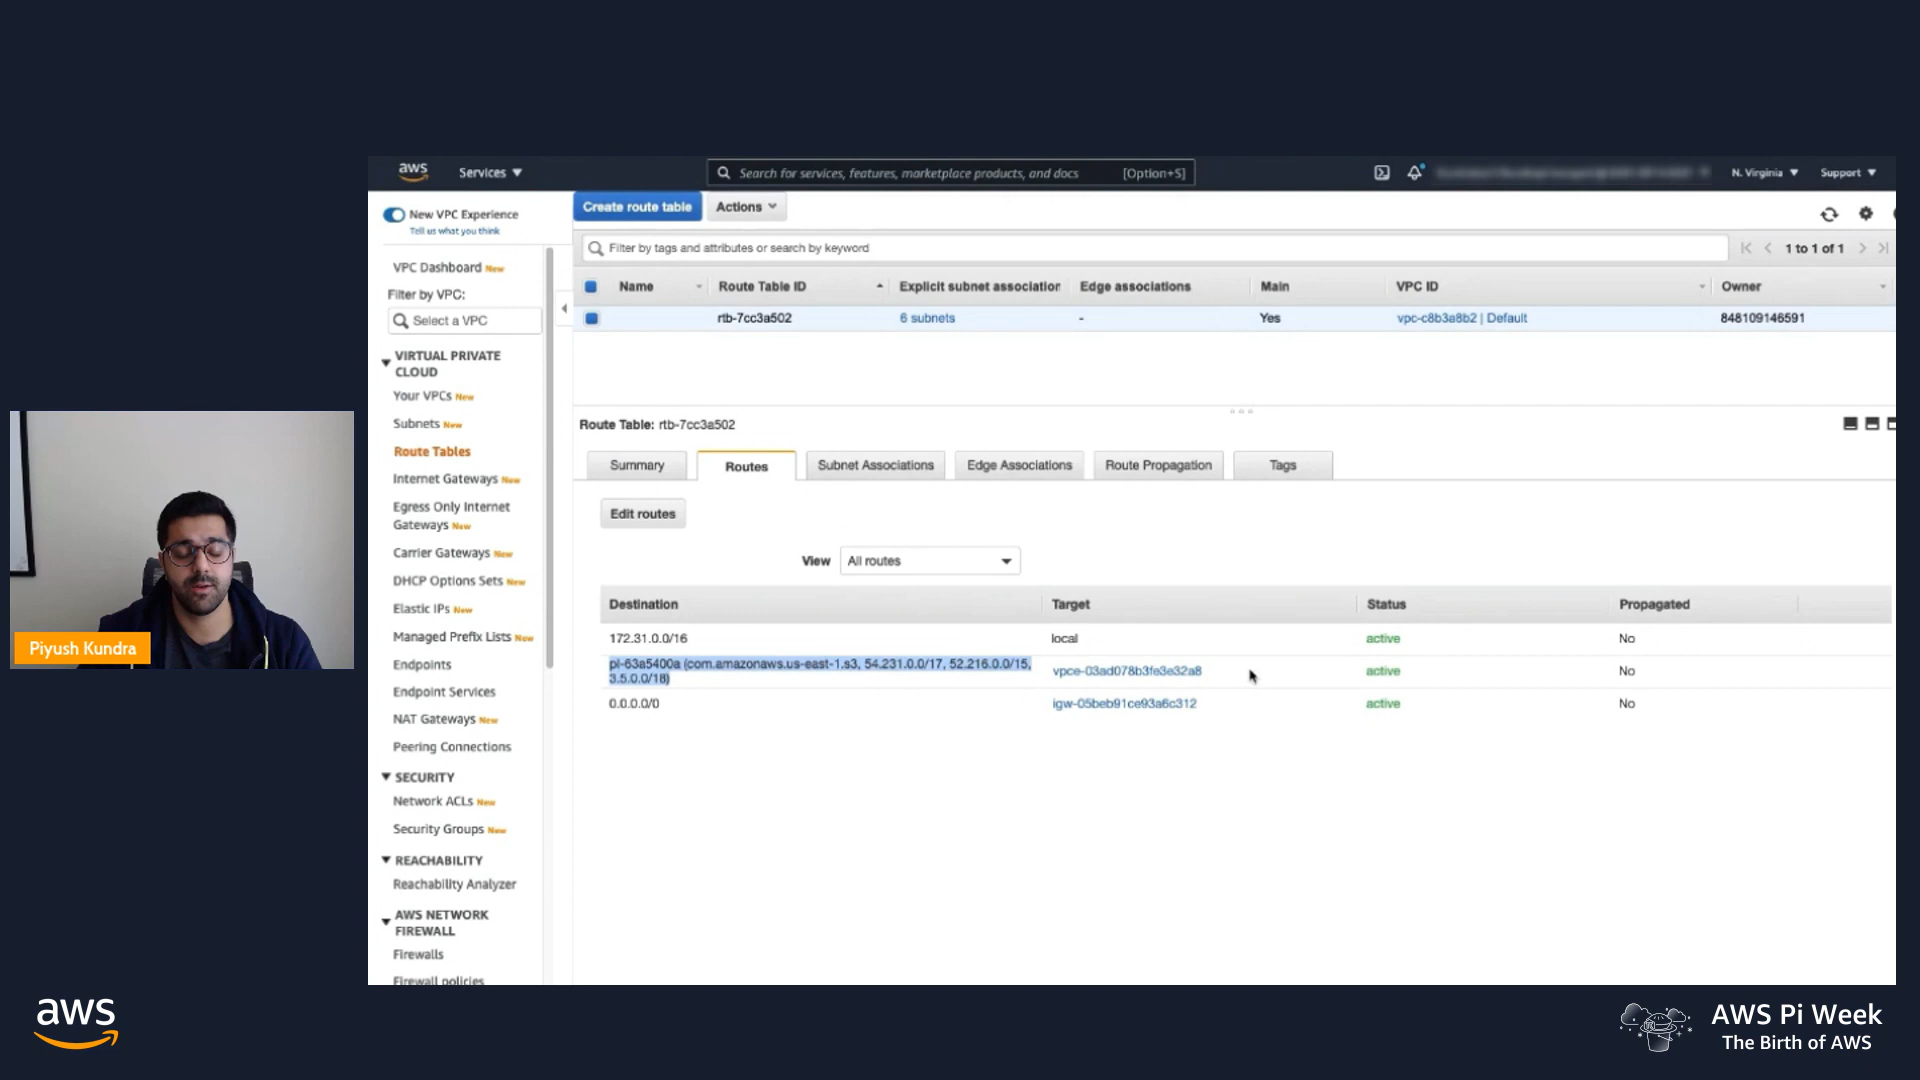 aws
Services
Search for services, features, marketplace products, and docs
[Option+S]
N. Virginia
Support
New VPC Experience
Tell us what you think
Create route table
Actions
Filter by tags and attributes or search by keyword
1 to 1 of 1
VPC Dashboard New
Filter by VPC:
Select a VPC
Name
Route Table ID
Explicit subnet association
Edge associations
Main
VPC ID
Owner
rtb-7cc3a502
6 subnets
-
Yes
vpc-c8b3a8b2 | Default
848109146591
VIRTUAL PRIVATE
CLOUD
Your VPCs New
Subnets New
Route Tables
Internet Gateways New
Egress Only Internet
Gateways New
Carrier Gateways New
DHCP Options Sets New
Elastic IPs New
Managed Prefix Lists New
Endpoints
Endpoint Services
NAT Gateways New
Peering Connections
SECURITY
Network ACLs New
Security Groups New
REACHABILITY
Reachability Analyzer
AWS NETWORK
FIREWALL
Firewalls
Firewall policies
Route Table: rtb-7cc3a502
Summary
Routes
Subnet Associations
Edge Associations
Route Propagation
Tags
Edit routes
View
All routes
Destination
Target
Status
Propagated
172.31.0.0/16
local
active
No
pl-63a5400a (com.amazonaws.us-east-1.s3, 54.231.0.0/17, 52.216.0.0/15,
3.5.0.0/18)
vpce-03ad078b3fe3e32a8
active
No
0.0.0.0/0
igw-05beb91ce93a6c312
active
No
Piyush Kundra
aws
AWS Pi Week
The Birth of AWS